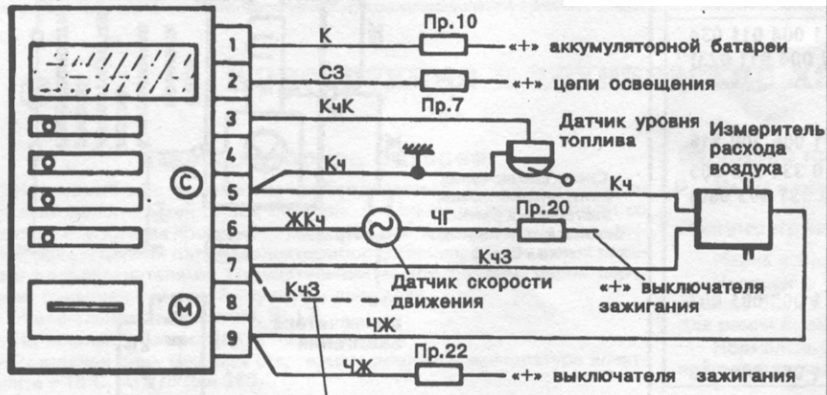 1 К Пр.10 «+» аккумуляторной батареи
2 СЗ Пр.7 «+» цепи освещения
3 КчК Датчик уровня топлива
Измеритель расхода воздуха
4
С
5 Кч Кч
6 ЖКч ЧГ Пр.20
7 КчЗ
Датчик скорости движения
«+» выключателя зажигания
8 КчЗ
М
9 ЧЖ
ЧЖ Пр.22 «+» выключателя зажигания